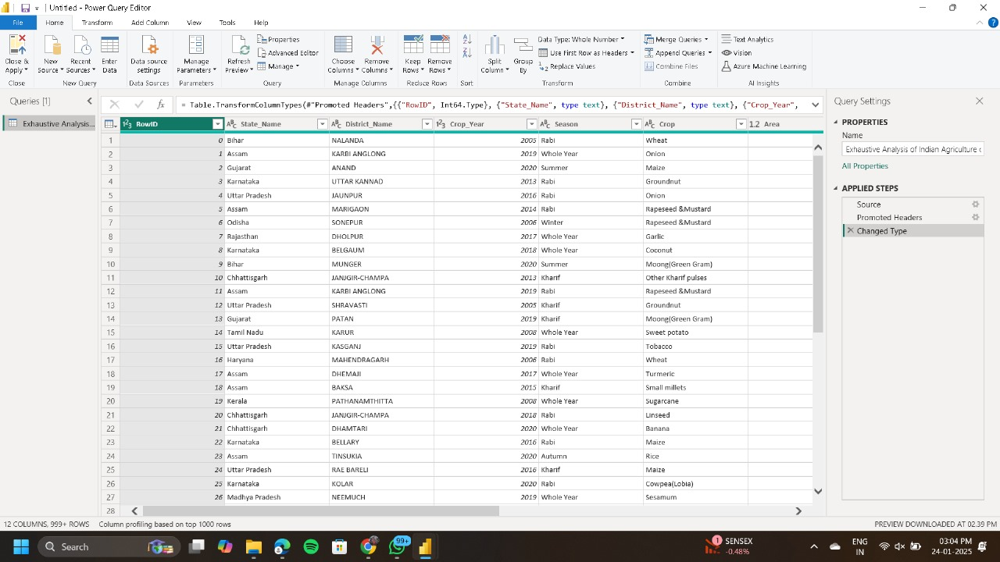 Untitled - Power Query Editor
File Home Transform Add Column View Tools Help
Close & Apply
New Source
Recent Sources
Enter Data
Data source settings
Manage Parameters
Refresh Preview
Properties
Advanced Editor
Manage
Choose Columns
Remove Columns
Keep Rows
Remove Rows
Split Column
Group By
Data Type: Whole Number
Use First Row as Headers
Replace Values
Merge Queries
Append Queries
Combine Files
Text Analytics
Vision
Azure Machine Learning
Close New Query Data Sources Parameters Query Manage Columns Reduce Rows Sort Transform Combine AI Insights
Queries [1]
Exhaustive Analysis...
= Table.TransformColumnTypes(#"Promoted Headers",{{"RowID", Int64.Type}, {"State_Name", type text}, {"District_Name", type text}, {"Crop_Year",
RowID State_Name District_Name Crop_Year Season Crop 1.2 Area
1 0 Bihar NALANDA 2005 Rabi Wheat
2 1 Assam KARBI ANGLONG 2019 Whole Year Onion
3 2 Gujarat ANAND 2020 Summer Maize
4 3 Karnataka UTTAR KANNAD 2013 Rabi Groundnut
5 4 Uttar Pradesh JAUNPUR 2016 Rabi Onion
6 5 Assam MARIGAON 2014 Rabi Rapeseed &Mustard
7 6 Odisha SONEPUR 2006 Winter Rapeseed &Mustard
8 7 Rajasthan DHOLPUR 2017 Whole Year Garlic
9 8 Karnataka BELGAUM 2018 Whole Year Coconut
10 9 Bihar MUNGER 2020 Summer Moong(Green Gram)
11 10 Chhattisgarh JANJGIR-CHAMPA 2013 Kharif Other Kharif pulses
12 11 Assam KARBI ANGLONG 2019 Rabi Rapeseed &Mustard
13 12 Uttar Pradesh SHRAVASTI 2005 Kharif Groundnut
14 13 Gujarat PATAN 2019 Kharif Moong(Green Gram)
15 14 Tamil Nadu KARUR 2008 Whole Year Sweet potato
16 15 Uttar Pradesh KASGANJ 2019 Rabi Tobacco
17 16 Haryana MAHENDRAGARH 2006 Rabi Wheat
18 17 Assam DHEMAJI 2017 Whole Year Turmeric
19 18 Assam BAKSA 2015 Kharif Small millets
20 19 Kerala PATHANAMTHITTA 2008 Whole Year Sugarcane
21 20 Chhattisgarh JANJGIR-CHAMPA 2018 Rabi Linseed
22 21 Chhattisgarh DHAMTARI 2020 Whole Year Banana
23 22 Karnataka BELLARY 2016 Rabi Maize
24 23 Assam TINSUKIA 2020 Autumn Rice
25 24 Uttar Pradesh RAE BARELI 2016 Kharif Maize
26 25 Karnataka KOLAR 2020 Rabi Cowpea(Lobia)
27 26 Madhya Pradesh NEEMUCH 2019 Whole Year Sesamum
28
Query Settings
PROPERTIES
Name
Exhaustive Analysis of Indian Agriculture
All Properties
APPLIED STEPS
Source
Promoted Headers
Changed Type
12 COLUMNS, 999+ ROWS Column profiling based on top 1000 rows PREVIEW DOWNLOADED AT 02.39 PM
Search
99+
1 SENSEX
-0.48%
ENG
IN
03:04 PM
24-01-2025